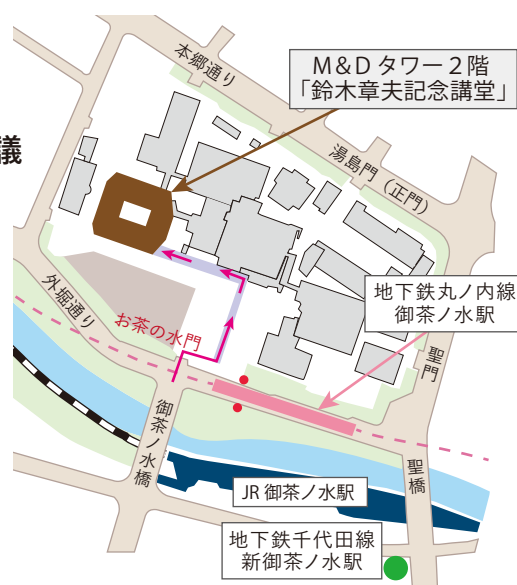 本郷通り
M&Dタワー2階
「鈴木章夫記念講堂」
議
湯島門（正門）
地下鉄丸ノ内線
御茶ノ水駅
外堀通り
お茶の水門
聖門
御茶ノ水橋
聖橋
JR 御茶ノ水駅
地下鉄千代田線
新御茶ノ水駅